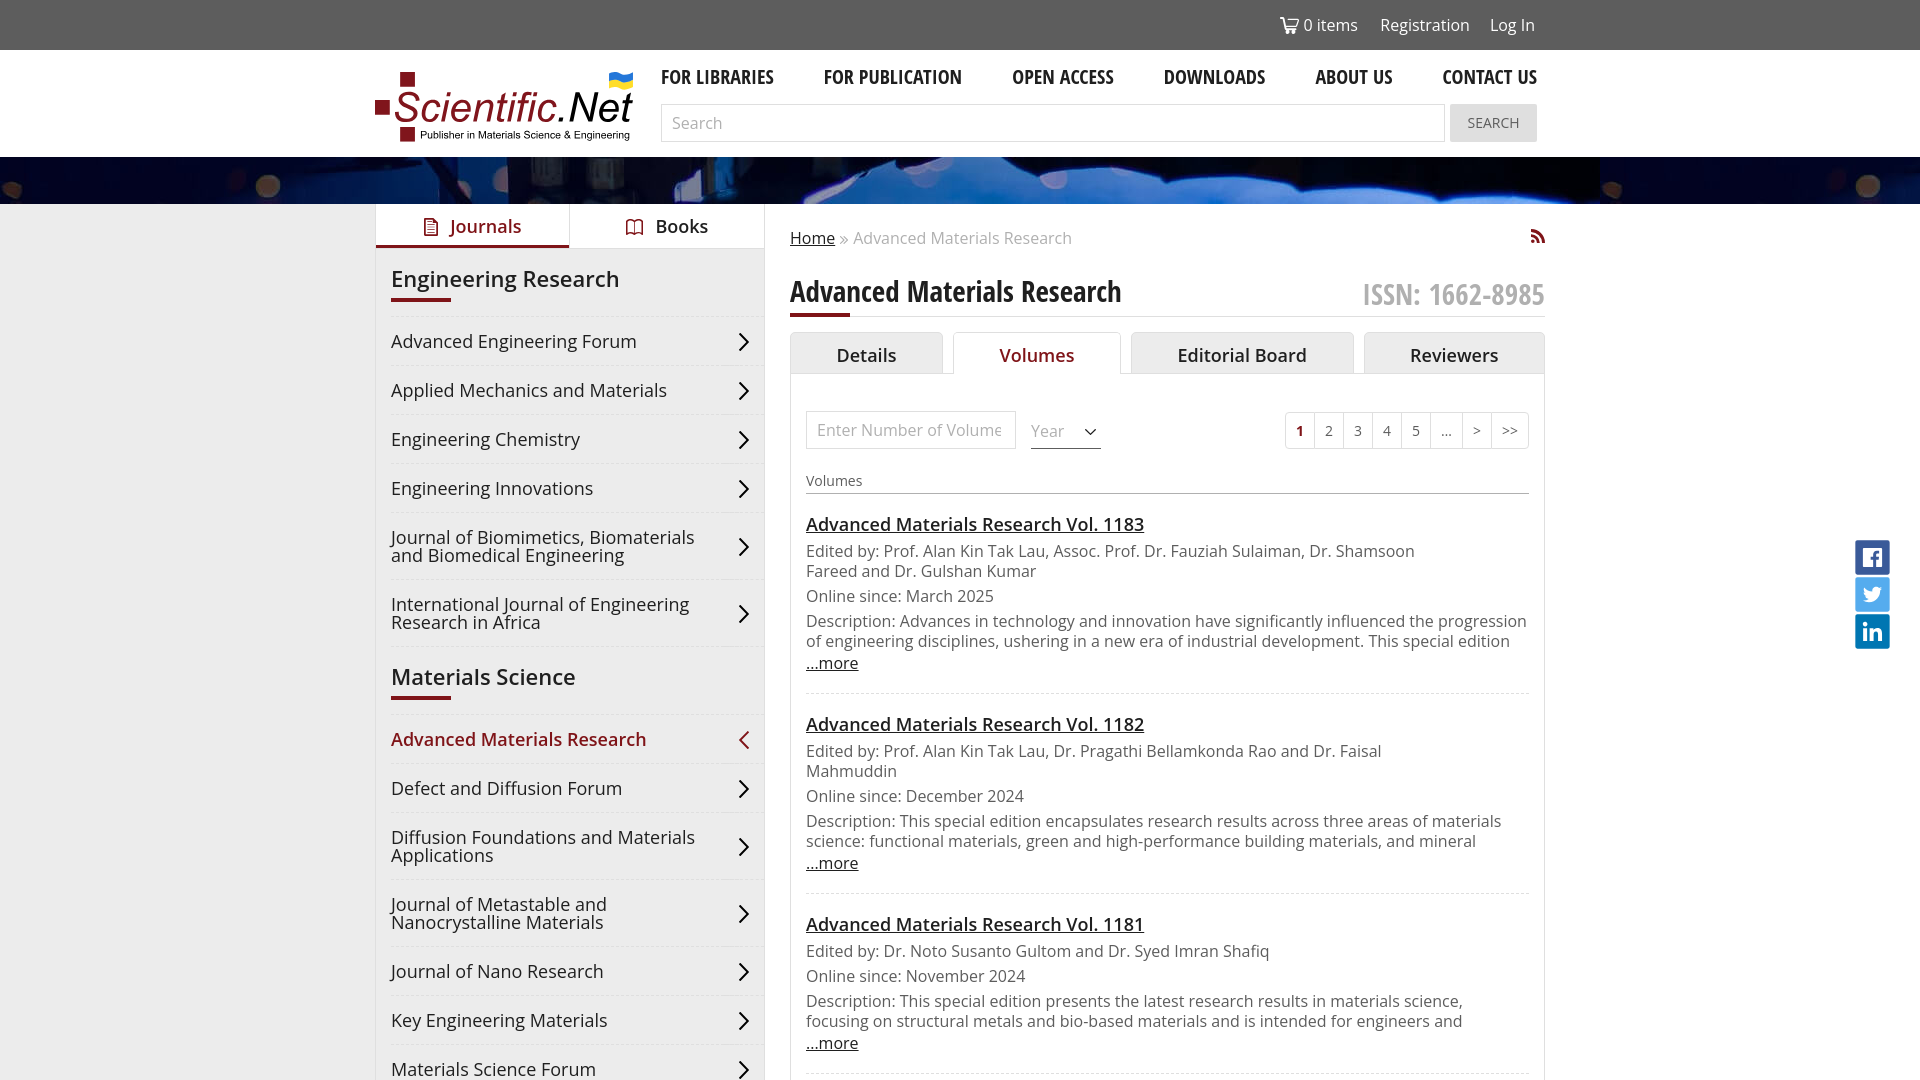 0 items
Registration
Log In
Scientific.Net
Publisher in Materials Science & Engineering
FOR LIBRARIES
FOR PUBLICATION
OPEN ACCESS
DOWNLOADS
ABOUT US
CONTACT US
Search
SEARCH
Journals
Books
Engineering Research
Advanced Engineering Forum
Applied Mechanics and Materials
Engineering Chemistry
Engineering Innovations
Journal of Biomimetics, Biomaterials
and Biomedical Engineering
International Journal of Engineering
Research in Africa
Materials Science
Advanced Materials Research
Defect and Diffusion Forum
Diffusion Foundations and Materials
Applications
Journal of Metastable and
Nanocrystalline Materials
Journal of Nano Research
Key Engineering Materials
Materials Science Forum
Home » Advanced Materials Research
Advanced Materials Research
ISSN: 1662-8985
Details
Volumes
Editorial Board
Reviewers
Enter Number of Volume
Year
1 2 3 4 5 ... > >>
Volumes
Advanced Materials Research Vol. 1183
Edited by: Prof. Alan Kin Tak Lau, Assoc. Prof. Dr. Fauziah Sulaiman, Dr. Shamsoon
Fareed and Dr. Gulshan Kumar
Online since: March 2025
Description: Advances in technology and innovation have significantly influenced the progression
of engineering disciplines, ushering in a new era of industrial development. This special edition
...more
Advanced Materials Research Vol. 1182
Edited by: Prof. Alan Kin Tak Lau, Dr. Pragathi Bellamkonda Rao and Dr. Faisal
Mahmuddin
Online since: December 2024
Description: This special edition encapsulates research results across three areas of materials
science: functional materials, green and high-performance building materials, and mineral
...more
Advanced Materials Research Vol. 1181
Edited by: Dr. Noto Susanto Gultom and Dr. Syed Imran Shafiq
Online since: November 2024
Description: This special edition presents the latest research results in materials science,
focusing on structural metals and bio-based materials and is intended for engineers and
...more